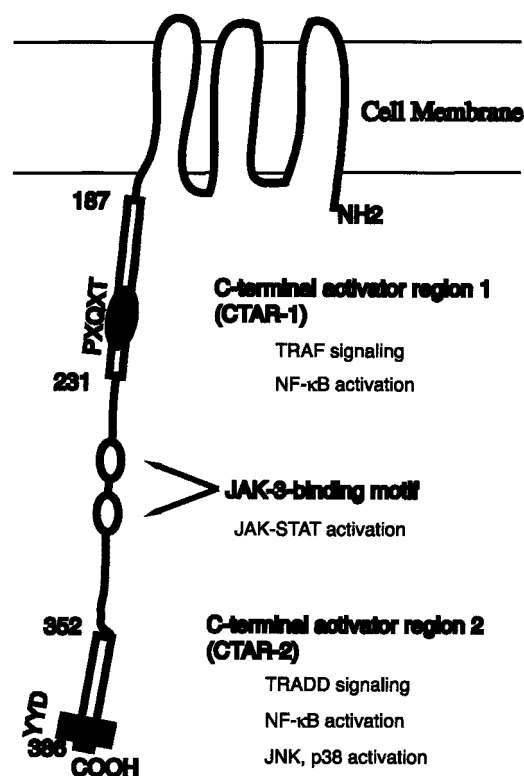 Cell Membrane
187
NH2
PXQXT
C-terminal activator region 1
(CTAR-1)
TRAF signaling
NF-κB activation
231
JAK-3-binding motif
JAK-STAT activation
352
C-terminal activator region 2
(CTAR-2)
TRADD signaling
YYD
NF-κB activation
386
JNK, p38 activation
COOH